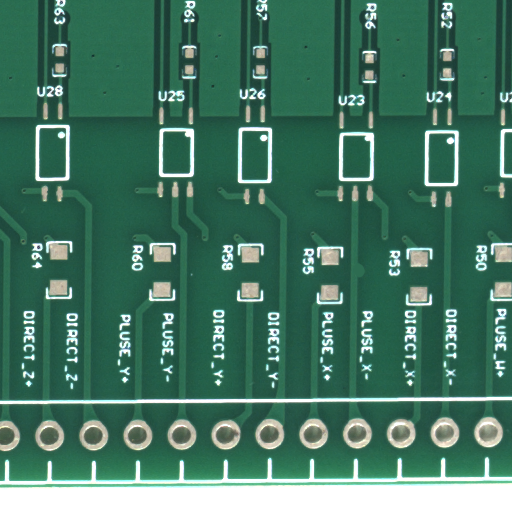 R63
R61
R57
R56
R52
U28
U25
U26
U23
U24
R64
R60
R58
R55
R53
R50
DIRECT_Z+
DIRECT_Z-
PLUSE_Y+
PLUSE_Y-
DIRECT_Y+
DIRECT_Y-
PLUSE_X+
PLUSE_X-
DIRECT_X+
DIRECT_X-
PLUSE_W+